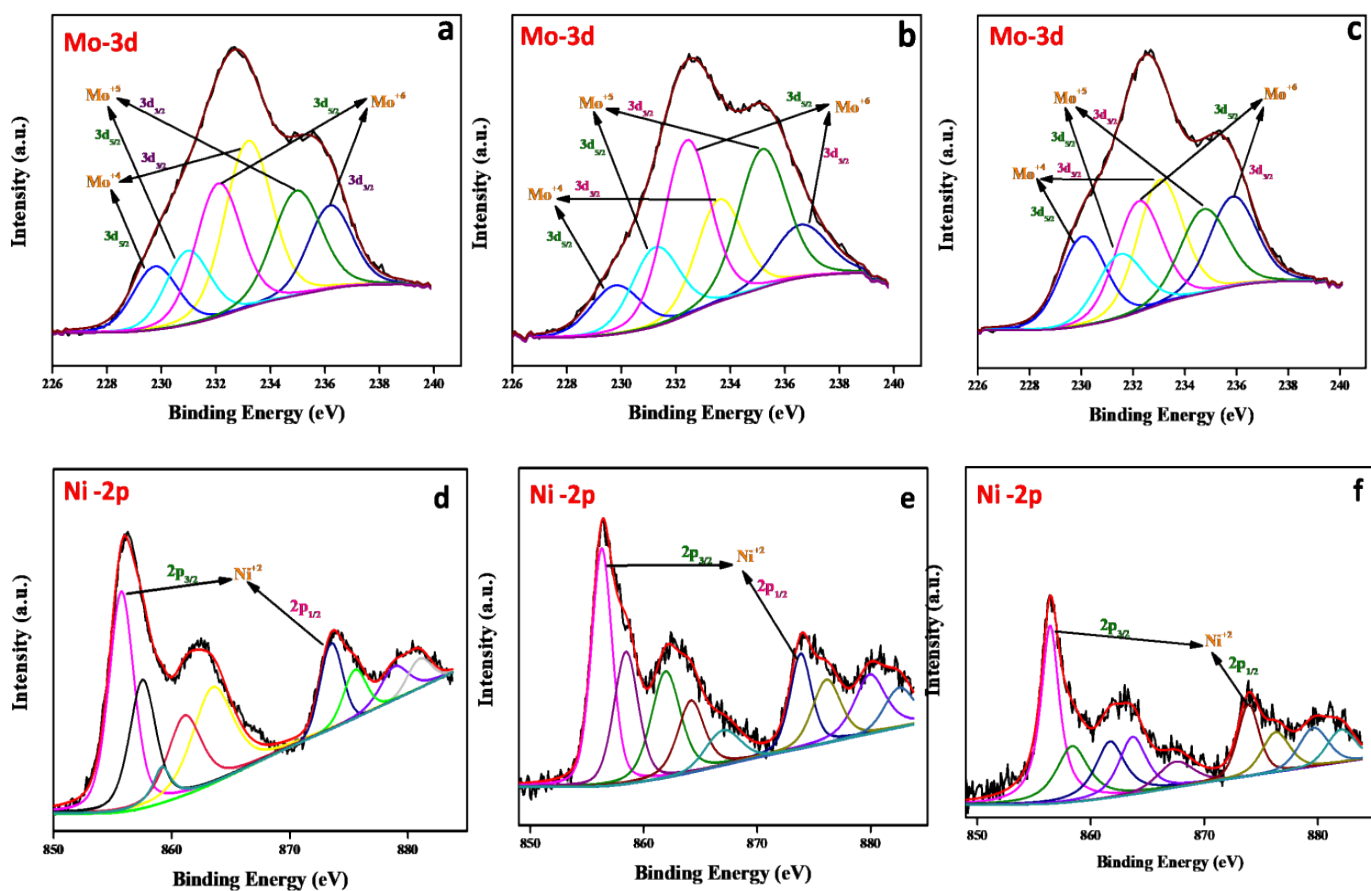 Mo-3d
a
Mo+5
3d3/2
3d5/2
Mo+6
3d5/2
3d3/2
Mo+4
3d3/2
3d5/2
Intensity (a.u.)
226 228 230 232 234 236 238 240
Binding Energy (eV)
Mo-3d
b
Mo+5
3d3/2
3d5/2
Mo+6
3d5/2
3d3/2
Mo+4
3d3/2
3d5/2
Intensity (a.u.)
226 228 230 232 234 236 238 240
Binding Energy (eV)
Mo-3d
c
Mo+5
3d3/2
3d5/2
Mo+6
3d5/2
3d3/2
Mo+4
3d3/2
3d5/2
Intensity (a.u.)
226 228 230 232 234 236 238 240
Binding Energy (eV)
Ni -2p
d
2p3/2
Ni+2
2p1/2
Intensity (a.u.)
850 860 870 880
Binding Energy (eV)
Ni -2p
e
2p3/2
Ni+2
2p1/2
Intensity (a.u.)
850 860 870 880
Binding Energy (eV)
Ni -2p
f
2p3/2
Ni+2
2p1/2
Intensity (a.u.)
850 860 870 880
Binding Energy (eV)